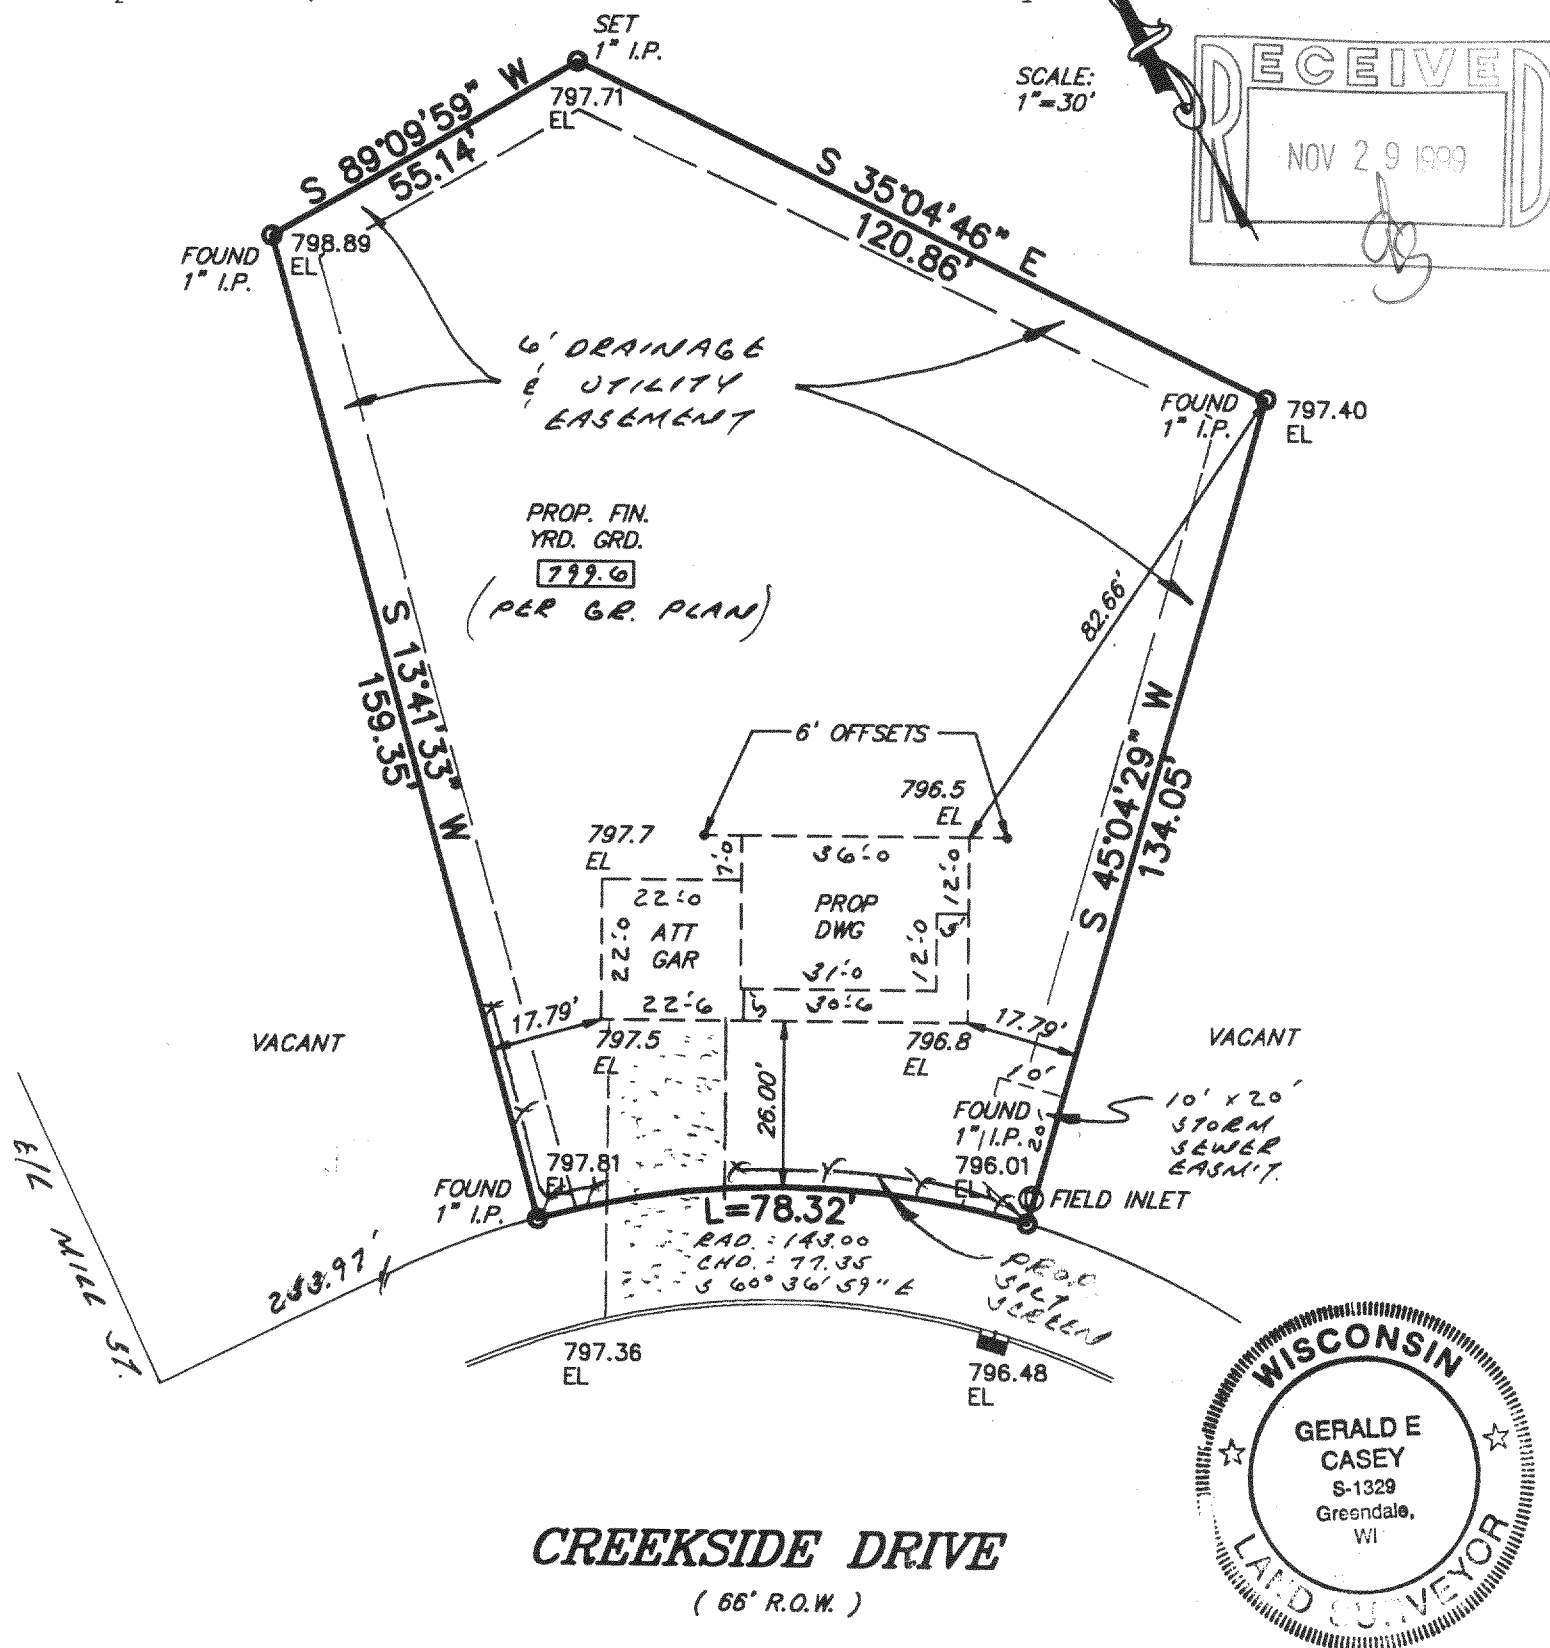 SET
1" I.P.
SCALE:
1"=30'
RECEIVED
NOV 29 1999
S 89°09'59" W
55.14'
797.71
EL
S 35°04'46" E
120.86'
FOUND
1" I.P.
798.89
EL
6' DRAINAGE
& UTILITY
EASEMENT
FOUND
1" I.P.
797.40
EL
PROP. FIN.
YRD. GRD.
799.6
(PER GR. PLAN)
S 13°41'33" W
159.35'
82.66'
S 45°04'29" W
134.05'
6' OFFSETS
796.5
EL
797.7
EL
7'-0
36'-0
12'-0
22'-0
22'-0
ATT
GAR
PROP
DWG
12'-0
31'-0
22'-6
5'
30'-6
17.79'
17.79'
VACANT
VACANT
797.5
EL
796.8
EL
26.00'
10'
20'
10' x 20'
STORM
SEWER
EASM'T.
FOUND
1" I.P.
796.01
EL
FIELD INLET
797.81
EL
FOUND
1" I.P.
L=78.32'
RAD. = 143.00
CHD. = 77.35
S 60° 36' 59" E
PROP.
SILT
SCREEN
E/L MILL ST.
797.36
EL
796.48
EL
WISCONSIN
GERALD E
CASEY
S-1329
Greendale,
WI
LAND SURVEYOR
CREEKSIDE DRIVE
( 66' R.O.W. )